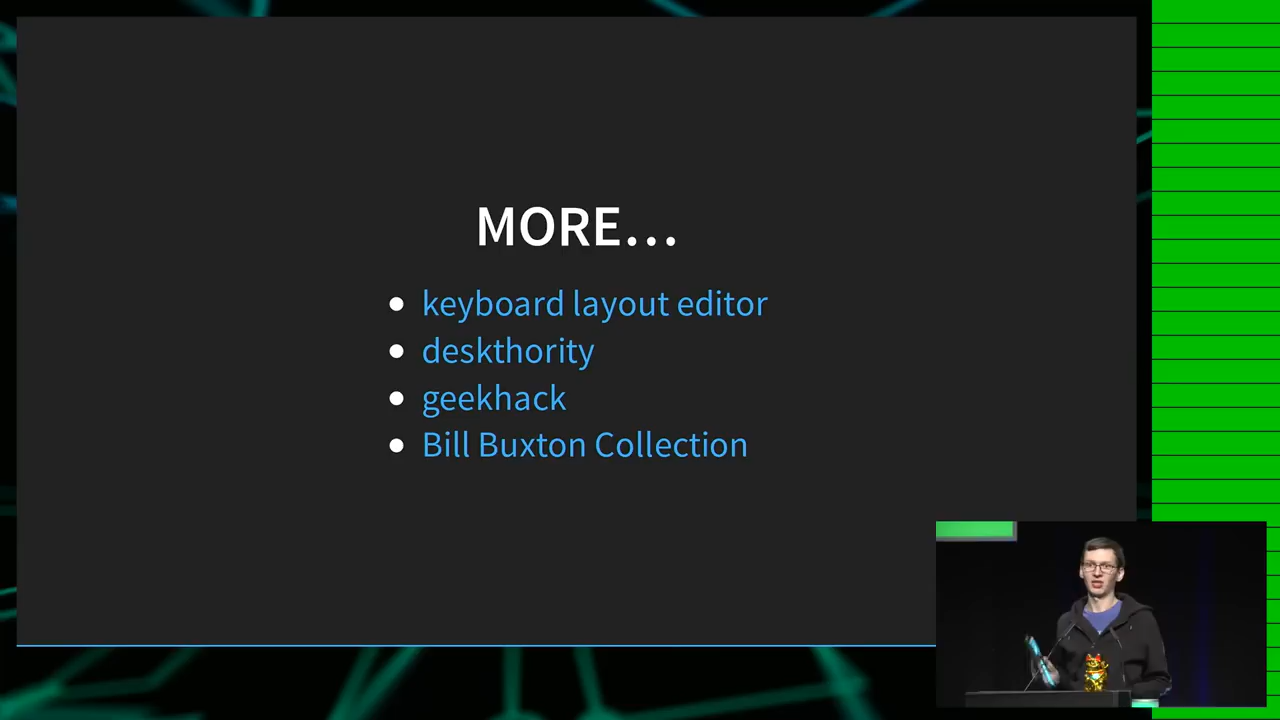 MORE…
keyboard layout editor
deskthority
geekhack
Bill Buxton Collection